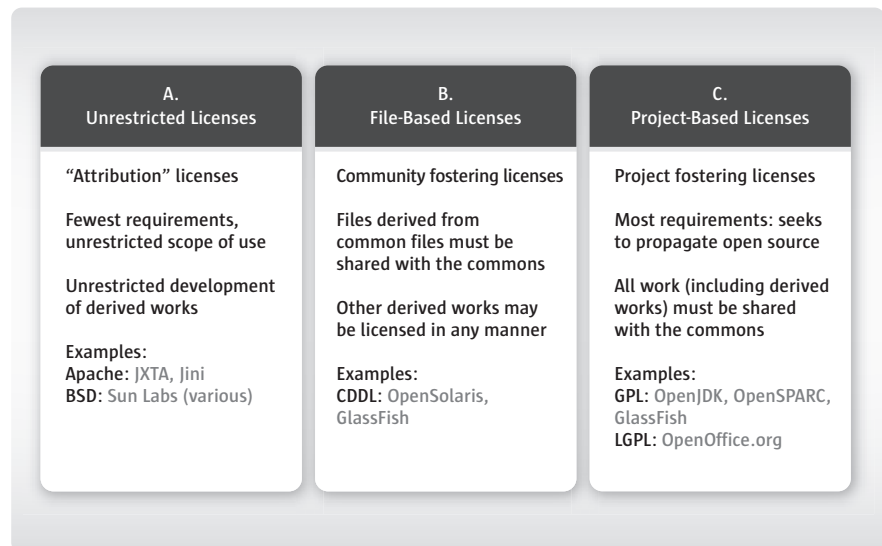 A.
Unrestricted Licenses
“Attribution” licenses
Fewest requirements,
unrestricted scope of use
Unrestricted development
of derived works
Examples:
Apache: JXTA, Jini
BSD: Sun Labs (various)
B.
File-Based Licenses
Community fostering licenses
Files derived from
common files must be
shared with the commons
Other derived works may
be licensed in any manner
Examples:
CDDL: OpenSolaris,
GlassFish
C.
Project-Based Licenses
Project fostering licenses
Most requirements: seeks
to propagate open source
All work (including derived
works) must be shared
with the commons
Examples:
GPL: OpenJDK, OpenSPARC,
GlassFish
LGPL: OpenOffice.org